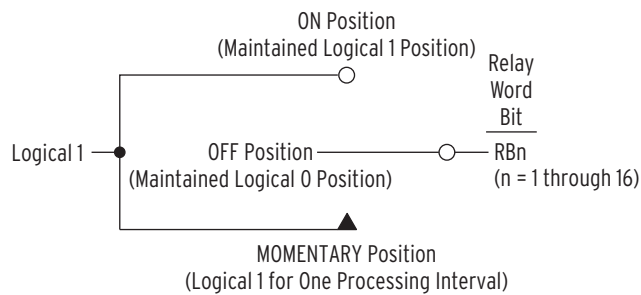 ON Position
(Maintained Logical 1 Position)
Relay
Word
Bit
Logical 1
OFF Position
(Maintained Logical 0 Position)
RBn
(n = 1 through 16)
MOMENTARY Position
(Logical 1 for One Processing Interval)